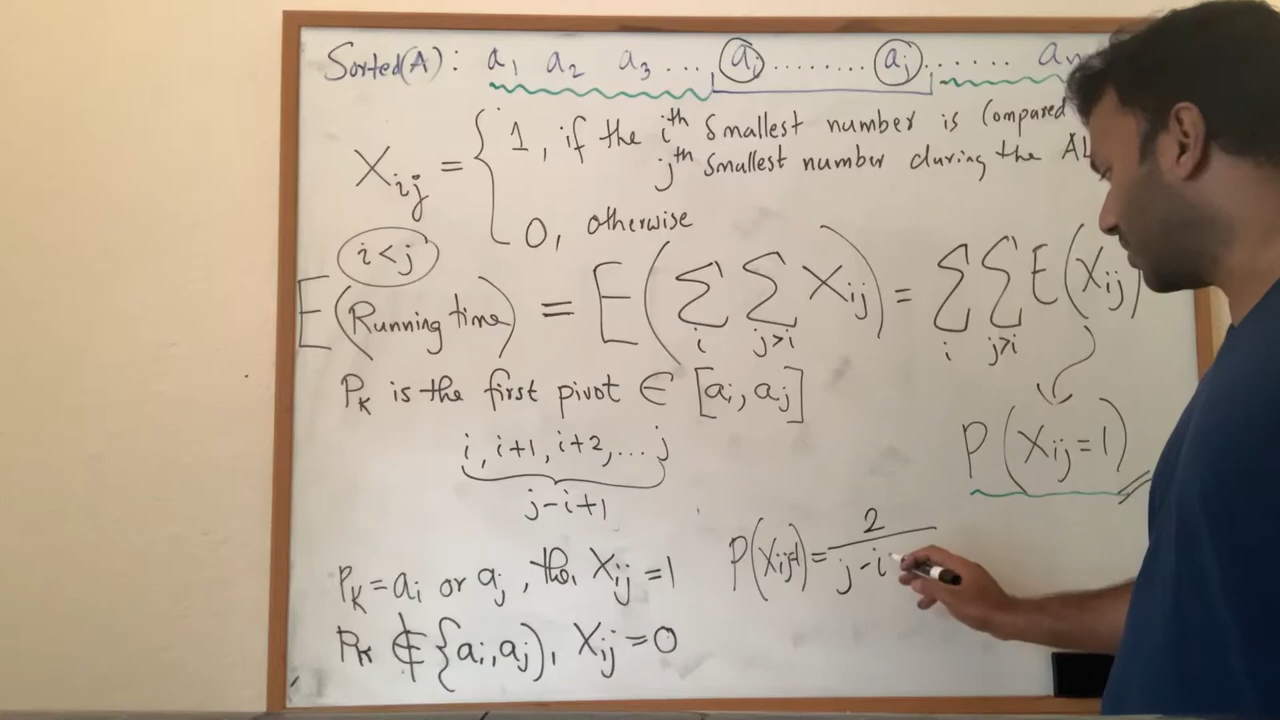 Sorted(A): a₁ a₂ a₃ ... aᵢ ........ aⱼ ...... aₙ
Xᵢⱼ = { 1, if the iᵗʰ smallest number is compared
jᵗʰ smallest number during the AL
0, otherwise
i < j
E(Running time) = E(∑ᵢ ∑ⱼ>ᵢ Xᵢⱼ) = ∑ᵢ ∑ⱼ>ᵢ E(Xᵢⱼ)
Pₖ is the first pivot ∈ [aᵢ, aⱼ]
P(Xᵢⱼ=1)
i, i+1, i+2, ... j
j-i+1
P(Xᵢⱼ=1) = 2 / j-i
Pₖ = aᵢ or aⱼ, the, Xᵢⱼ = 1
Pₖ ∉ {aᵢ, aⱼ}, Xᵢⱼ = 0